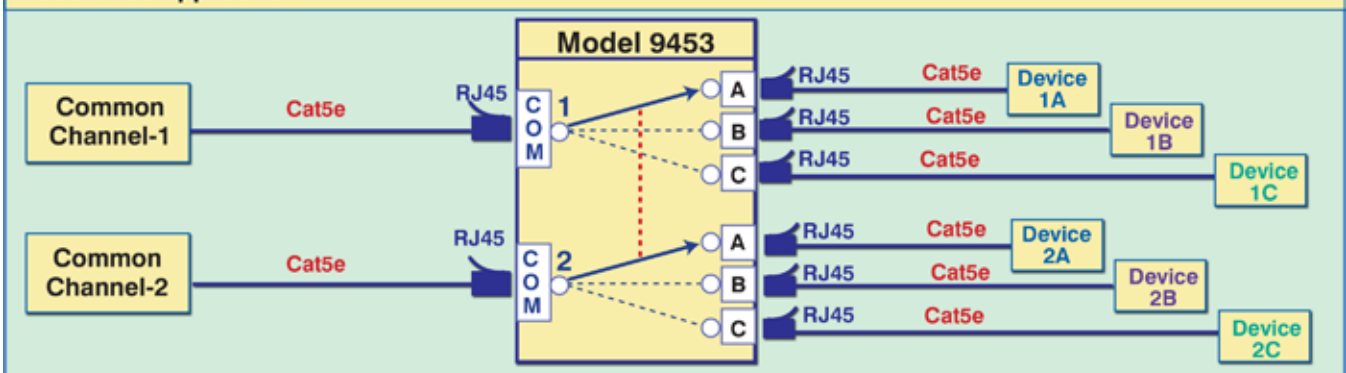 Model 9453
Common
Channel-1
Cat5e
RJ45
COM
1
A
B
C
RJ45
Cat5e
Device
1A
RJ45
Cat5e
Device
1B
RJ45
Cat5e
Device
1C
Common
Channel-2
Cat5e
RJ45
COM
2
A
B
C
RJ45
Cat5e
Device
2A
RJ45
Cat5e
Device
2B
RJ45
Cat5e
Device
2C